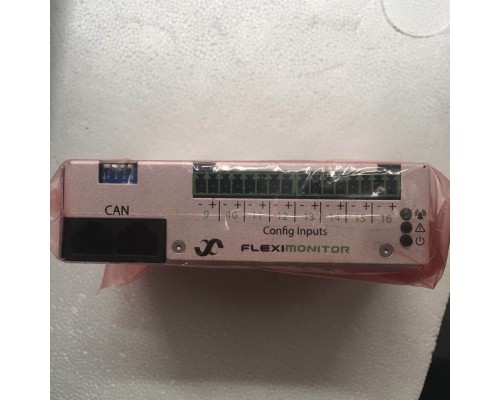 CAN
- + - + - + - + - + - + - + - +
9 10 11 12 13 14 15 16
Config Inputs
FLEXIMONITOR